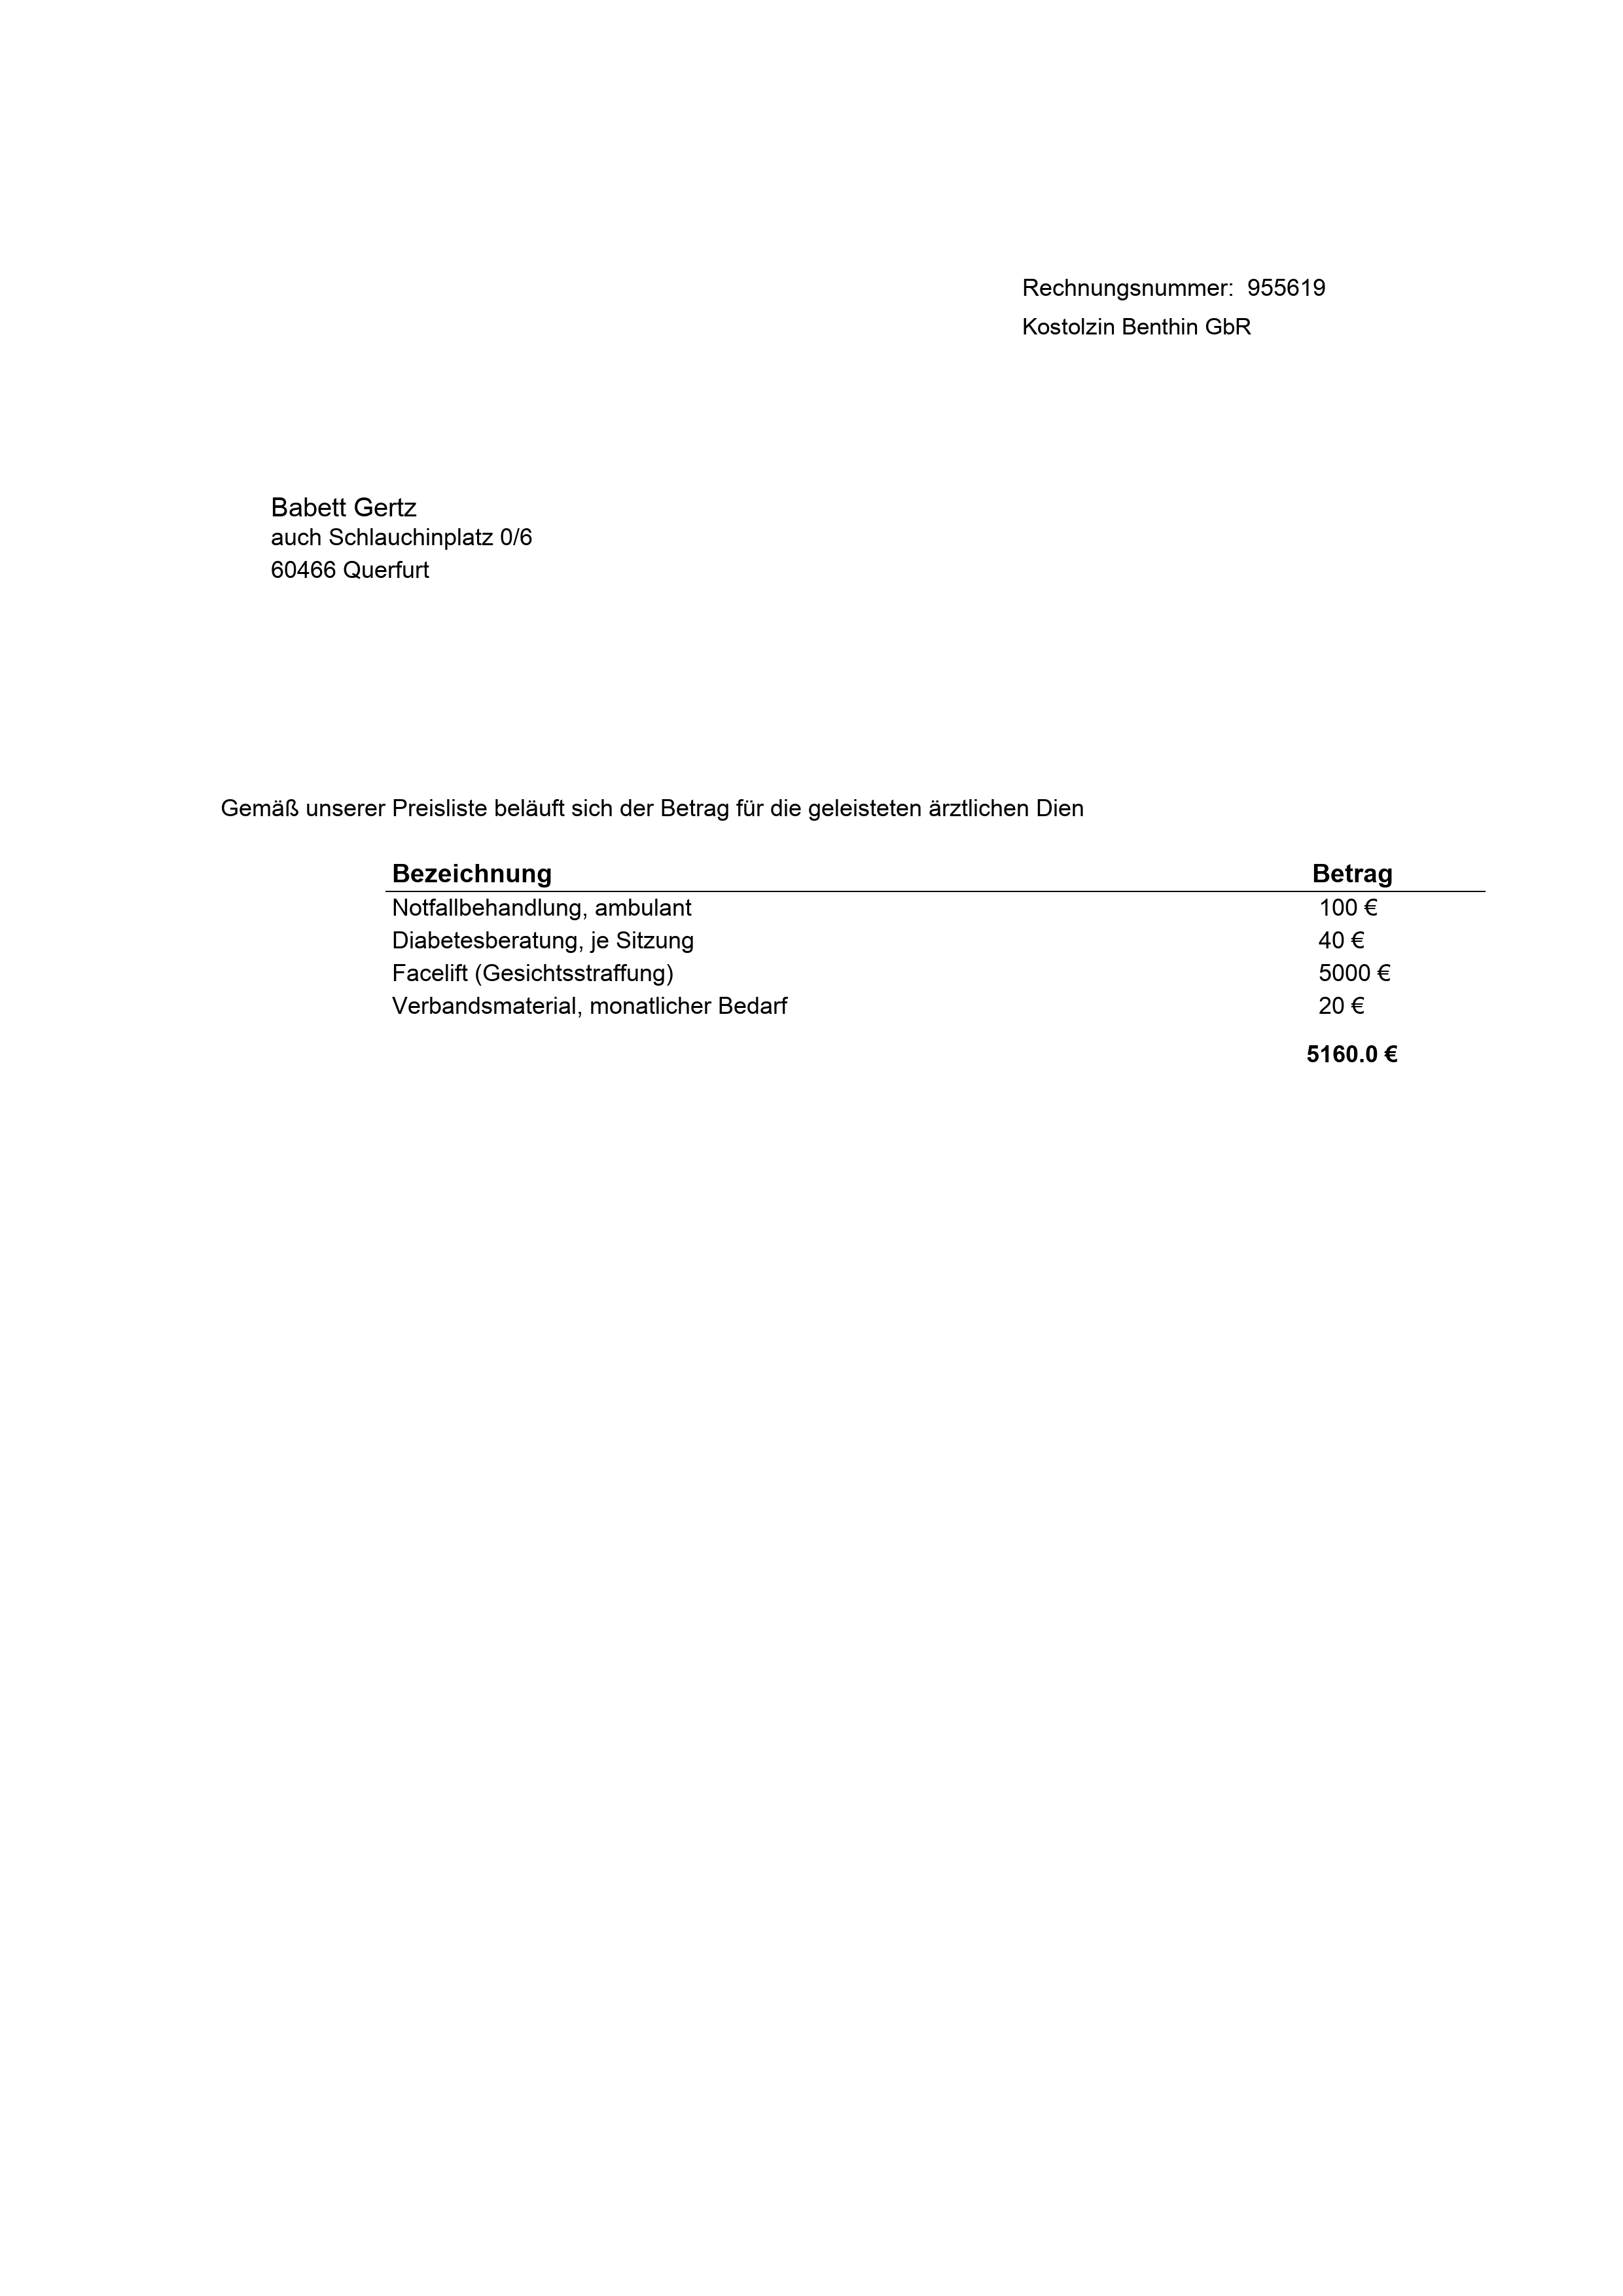 Rechnungsnummer: 955619
Kostolzin Benthin GbR
Babett Gertz
auch Schlauchinplatz 0/6
60466 Querfurt
Gemäß unserer Preisliste beläuft sich der Betrag für die geleisteten ärztlichen Dien
Bezeichnung Betrag
Notfallbehandlung, ambulant 100 €
Diabetesberatung, je Sitzung 40 €
Facelift (Gesichtsstraffung) 5000 €
Verbandsmaterial, monatlicher Bedarf 20 €
5160.0 €